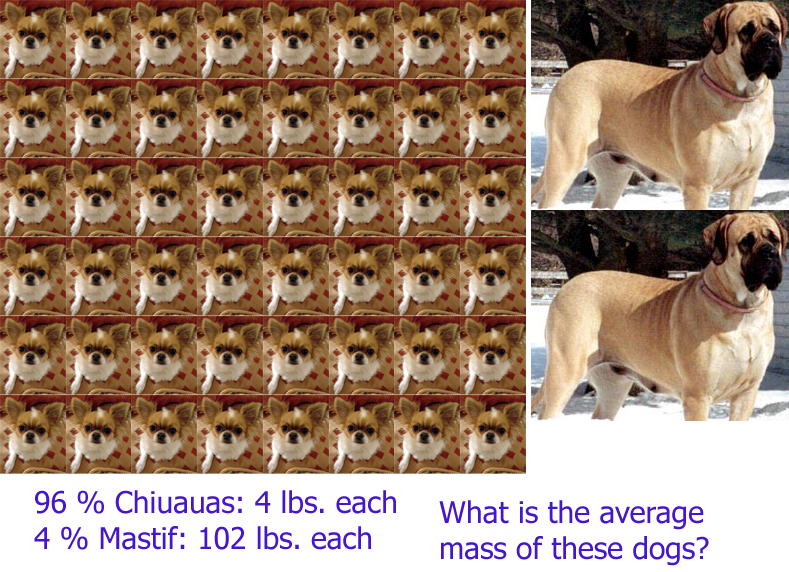 96 % Chiuauas: 4 lbs. each
4 % Mastif: 102 lbs. each
What is the average
mass of these dogs?